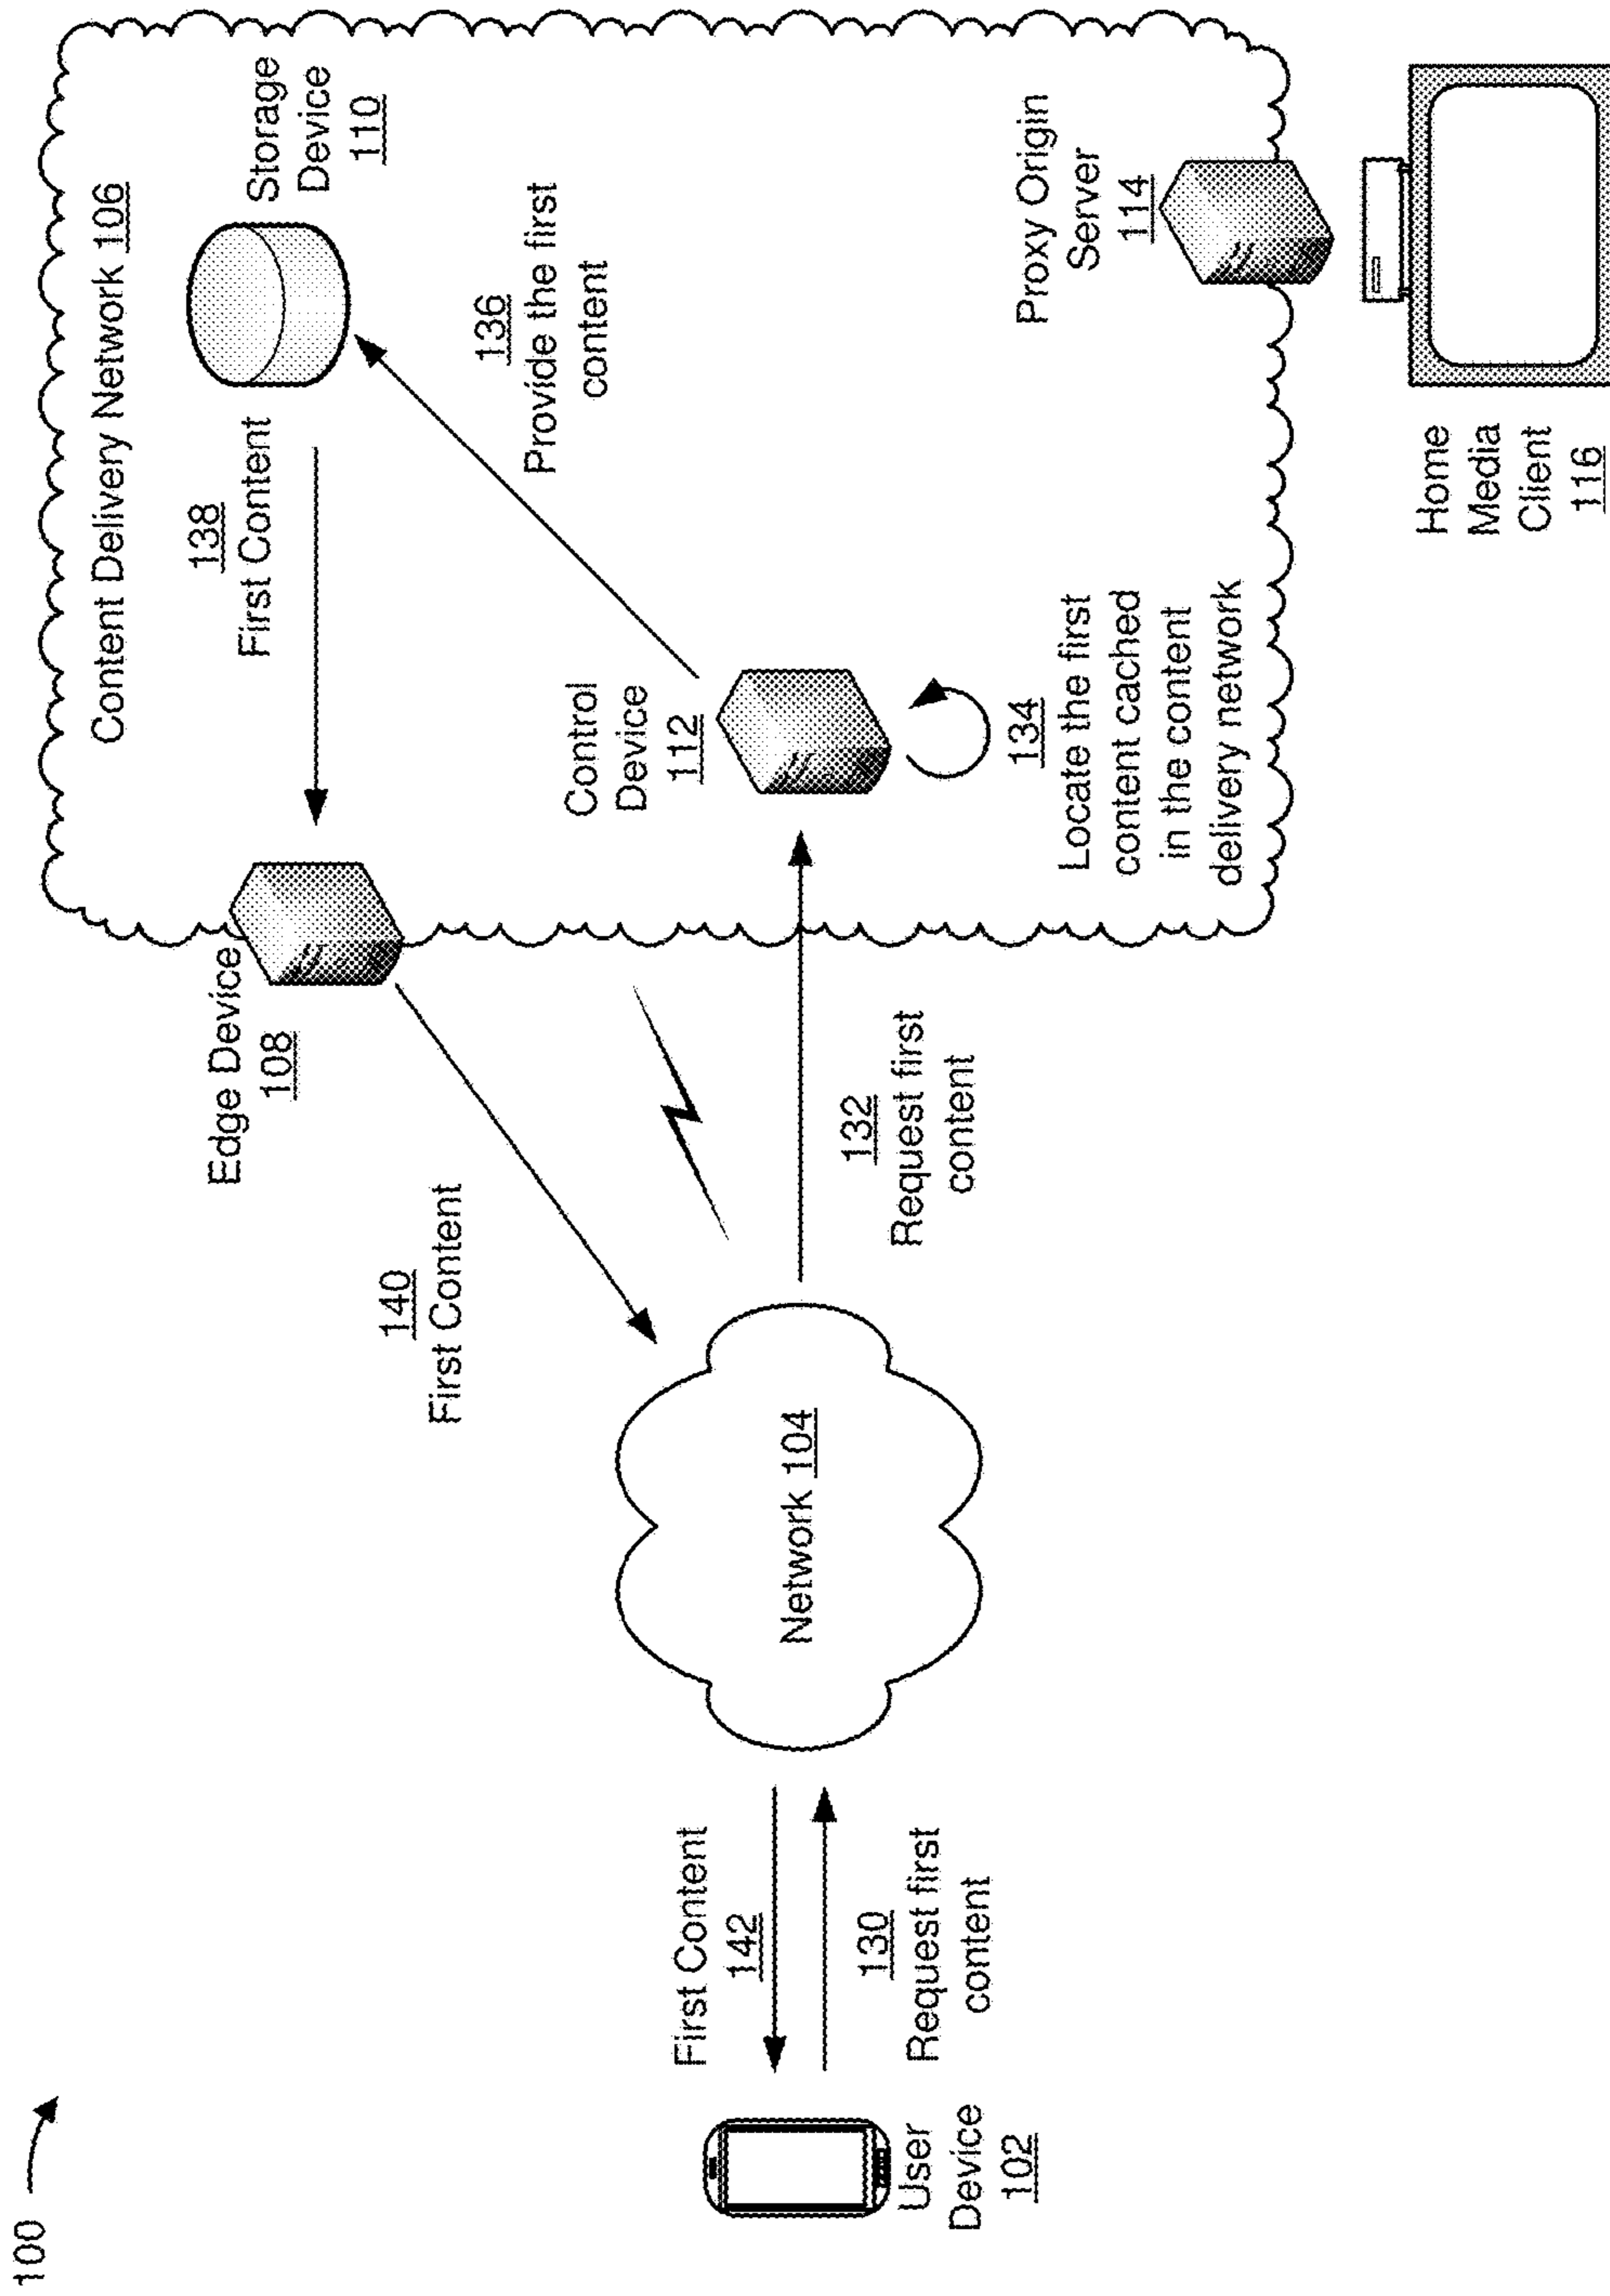 100
Content Delivery Network 106
Storage
Device
110
138
First Content
136
Provide the first
content
Edge Device
108
140
First Content
Control
Device
112
First Content
142
130
Request first
content
User
Device
102
Network 104
132
Request first
content
134
Locate the first
content cached
in the content
delivery network
Proxy Origin
Server
114
Home
Media
Client
116